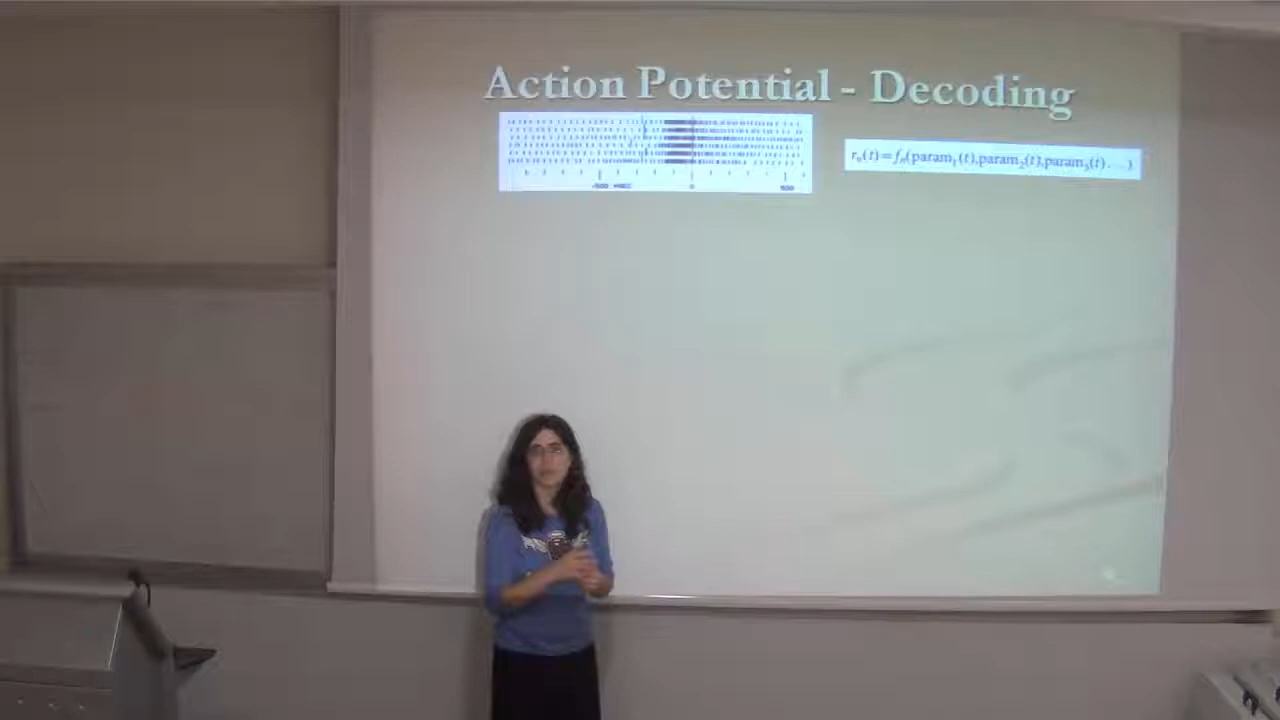 Action Potential - Decoding
rₙ(t)=fₙ(param₁(t),param₂(t),param₃(t)....)
-500 MSEC 0 500